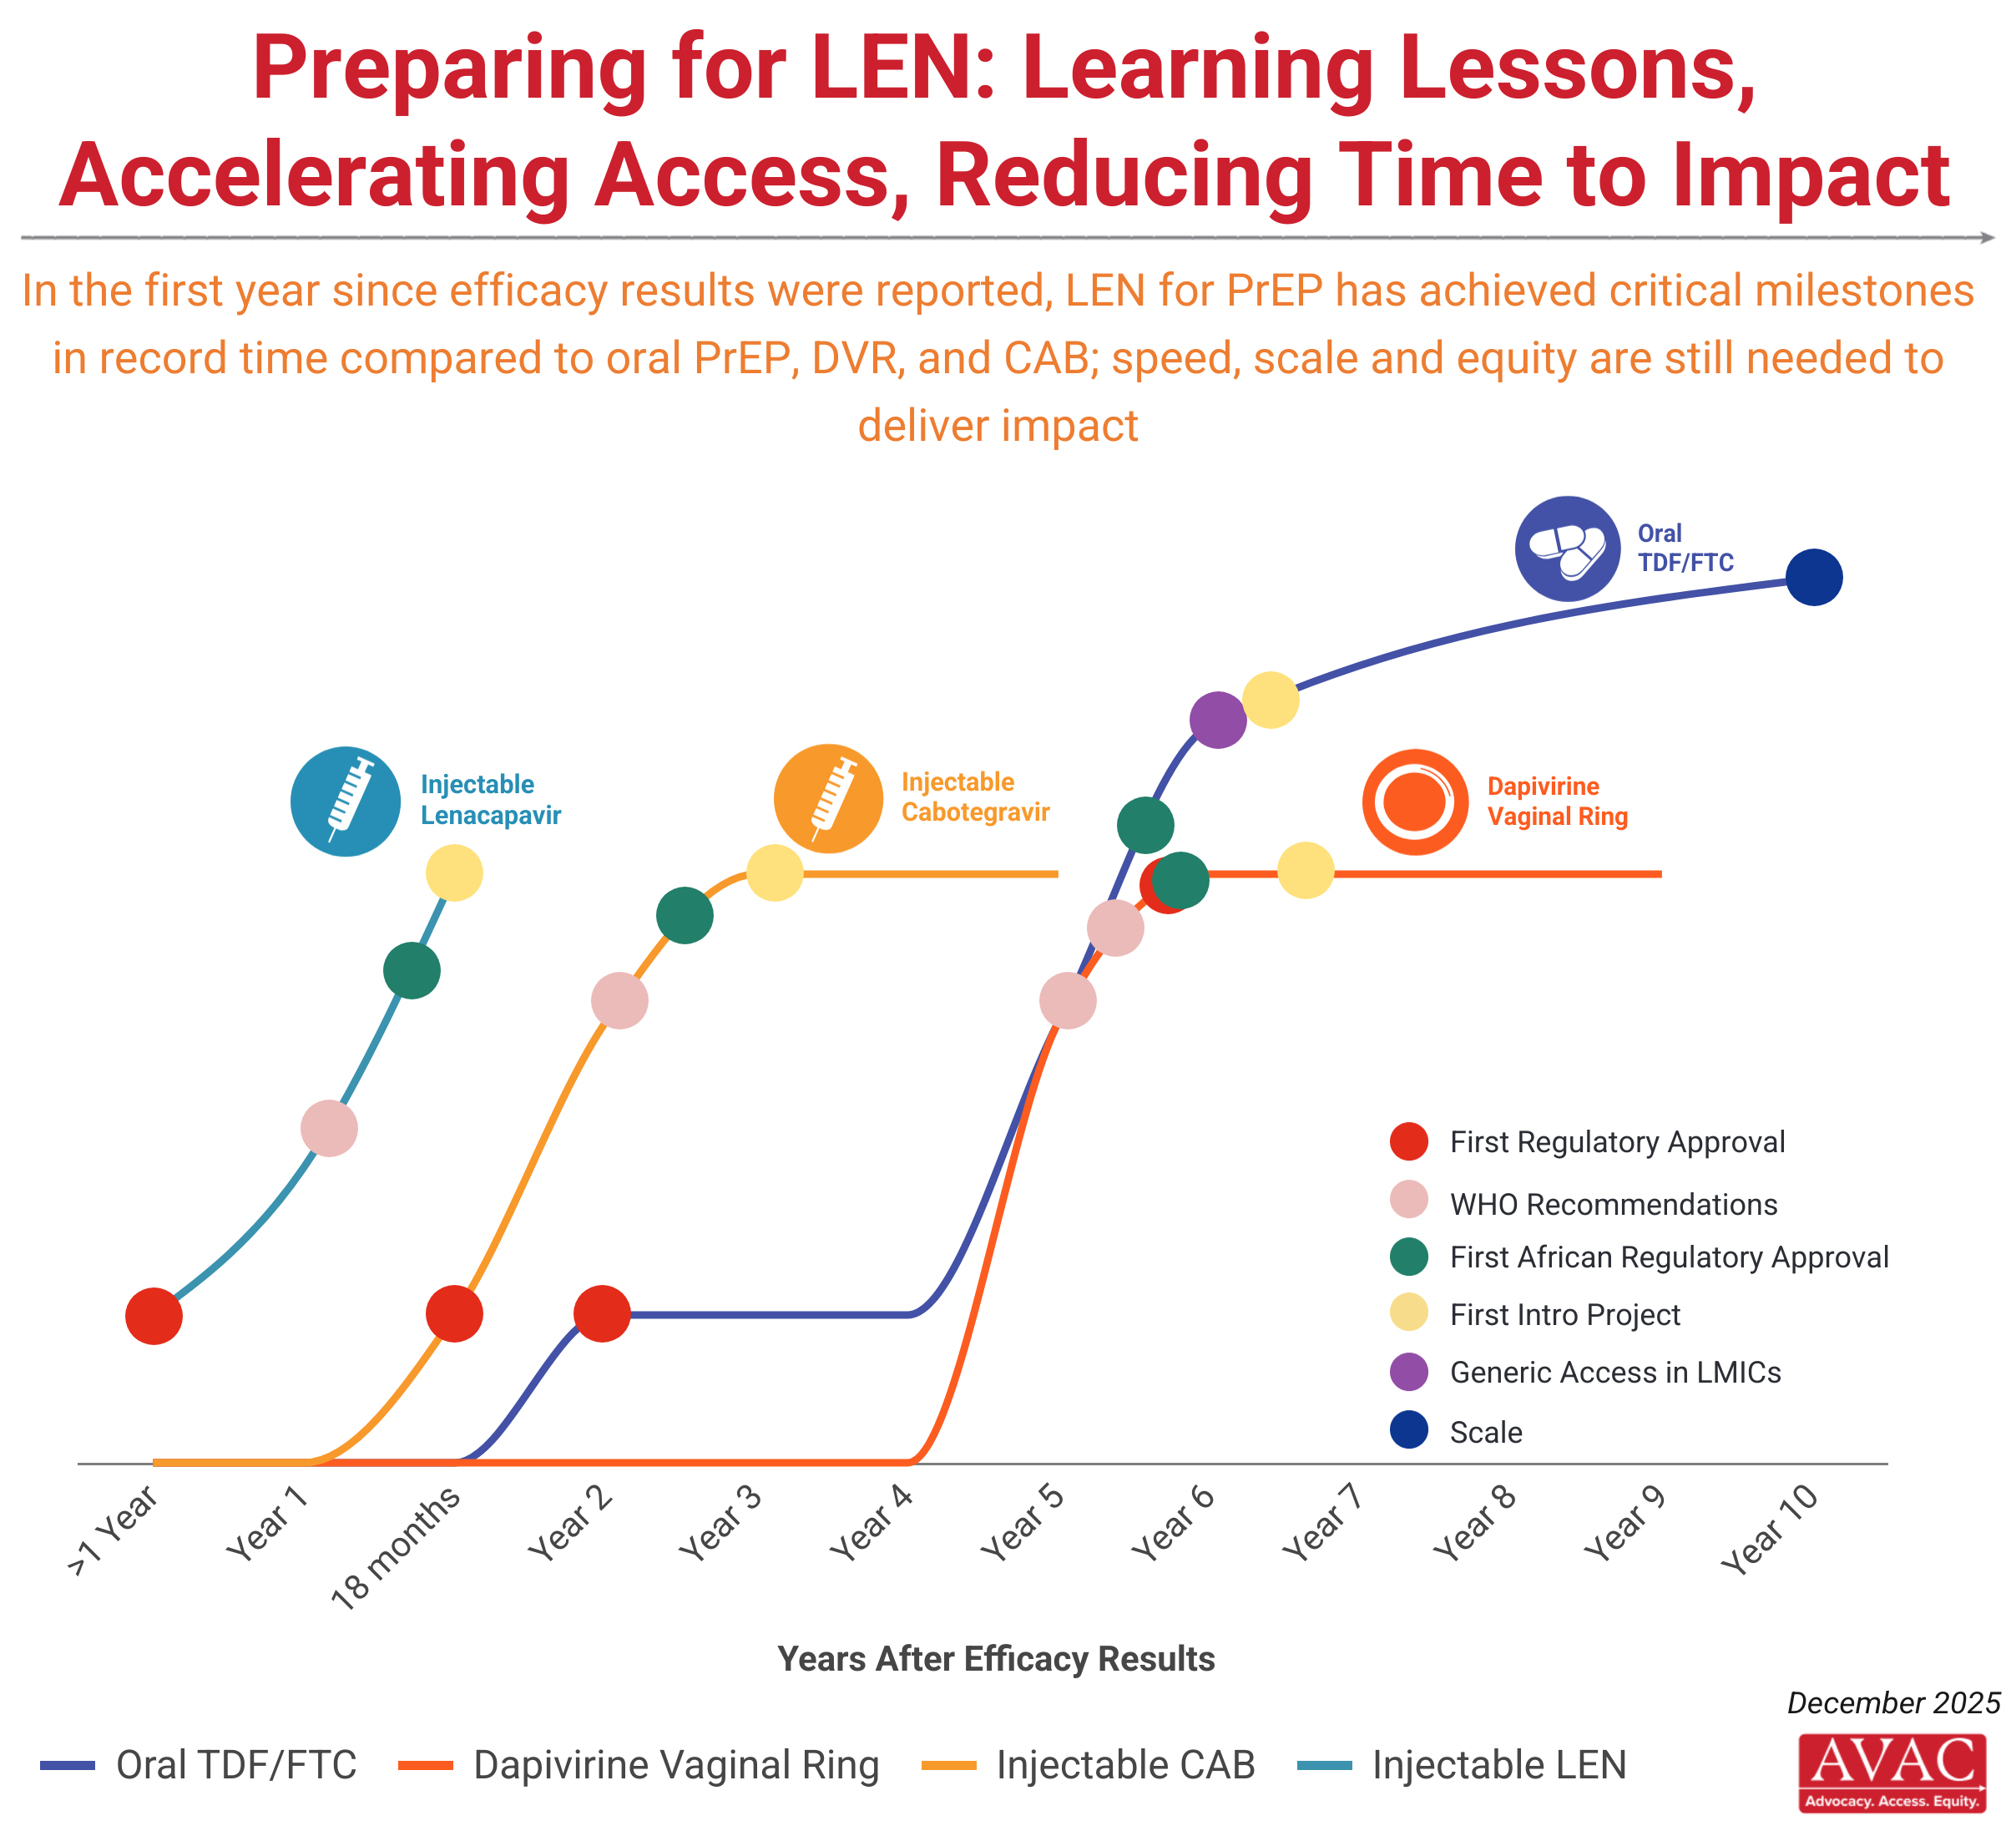 Preparing for LEN: Learning Lessons,
Accelerating Access, Reducing Time to Impact
In the first year since efficacy results were reported, LEN for PrEP has achieved critical milestones
in record time compared to oral PrEP, DVR, and CAB; speed, scale and equity are still needed to
deliver impact
Oral
TDF/FTC
Injectable
Lenacapavir
Injectable
Cabotegravir
Dapivirine
Vaginal Ring
First Regulatory Approval
WHO Recommendations
First African Regulatory Approval
First Intro Project
Generic Access in LMICs
Scale
>1 Year
Year 1
18 months
Year 2
Year 3
Year 4
Year 5
Year 6
Year 7
Year 8
Year 9
Year 10
Years After Efficacy Results
December 2025
Oral TDF/FTC
Dapivirine Vaginal Ring
Injectable CAB
Injectable LEN
AVAC
Advocacy. Access. Equity.